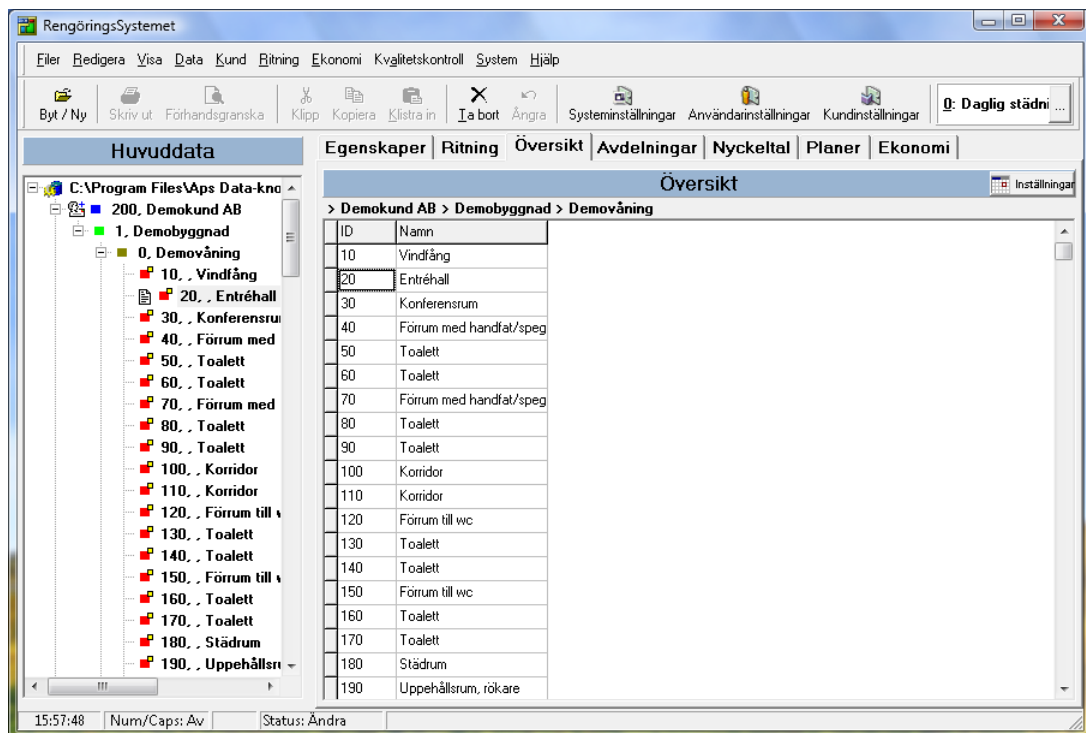 RengöringsSystemet
Filer Redigera Visa Data Kund Ritning Ekonomi Kvalitetskontroll System Hjälp
Byt / Ny Skriv ut Förhandsgranska Klipp Kopiera Klistra in Ta bort Ångra Systeminställningar Användarinställningar Kundinställningar 0: Daglig städni ...
Huvuddata
C:\Program Files\Aps Data-kno
200, Demokund AB
1, Demobyggnad
0, Demovåning
10, , Vindfång
20, , Entréhall
30, , Konferensru
40, , Förrum med
50, , Toalett
60, , Toalett
70, , Förrum med
80, , Toalett
90, , Toalett
100, , Korridor
110, , Korridor
120, , Förrum till
130, , Toalett
140, , Toalett
150, , Förrum till
160, , Toalett
170, , Toalett
180, , Städrum
190, , Uppehållsru
Egenskaper Ritning Översikt Avdelningar Nyckeltal Planer Ekonomi
Översikt Inställningar
> Demokund AB > Demobyggnad > Demovåning
ID Namn
10 Vindfång
20 Entréhall
30 Konferensrum
40 Förrum med handfat/speg
50 Toalett
60 Toalett
70 Förrum med handfat/speg
80 Toalett
90 Toalett
100 Korridor
110 Korridor
120 Förrum till wc
130 Toalett
140 Toalett
150 Förrum till wc
160 Toalett
170 Toalett
180 Städrum
190 Uppehållsrum, rökare
15:57:48 Num/Caps: Av Status: Ändra